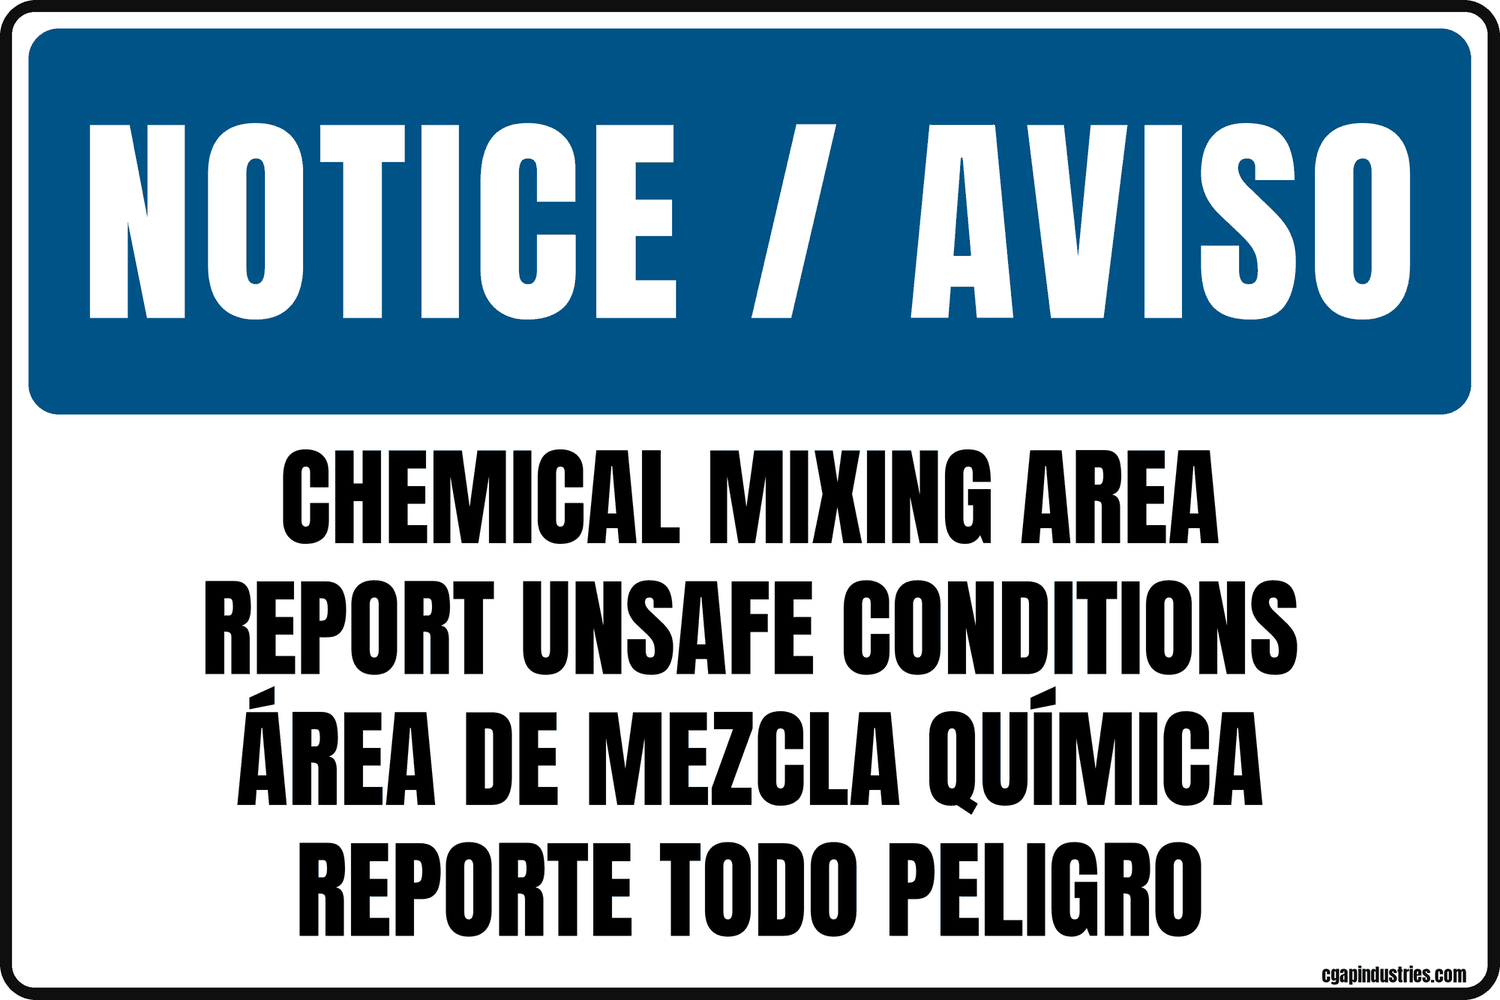 NOTICE / AVISO
CHEMICAL MIXING AREA
REPORT UNSAFE CONDITIONS
ÁREA DE MEZCLA QUÍMICA
REPORTE TODO PELIGRO
cgapindustries.com